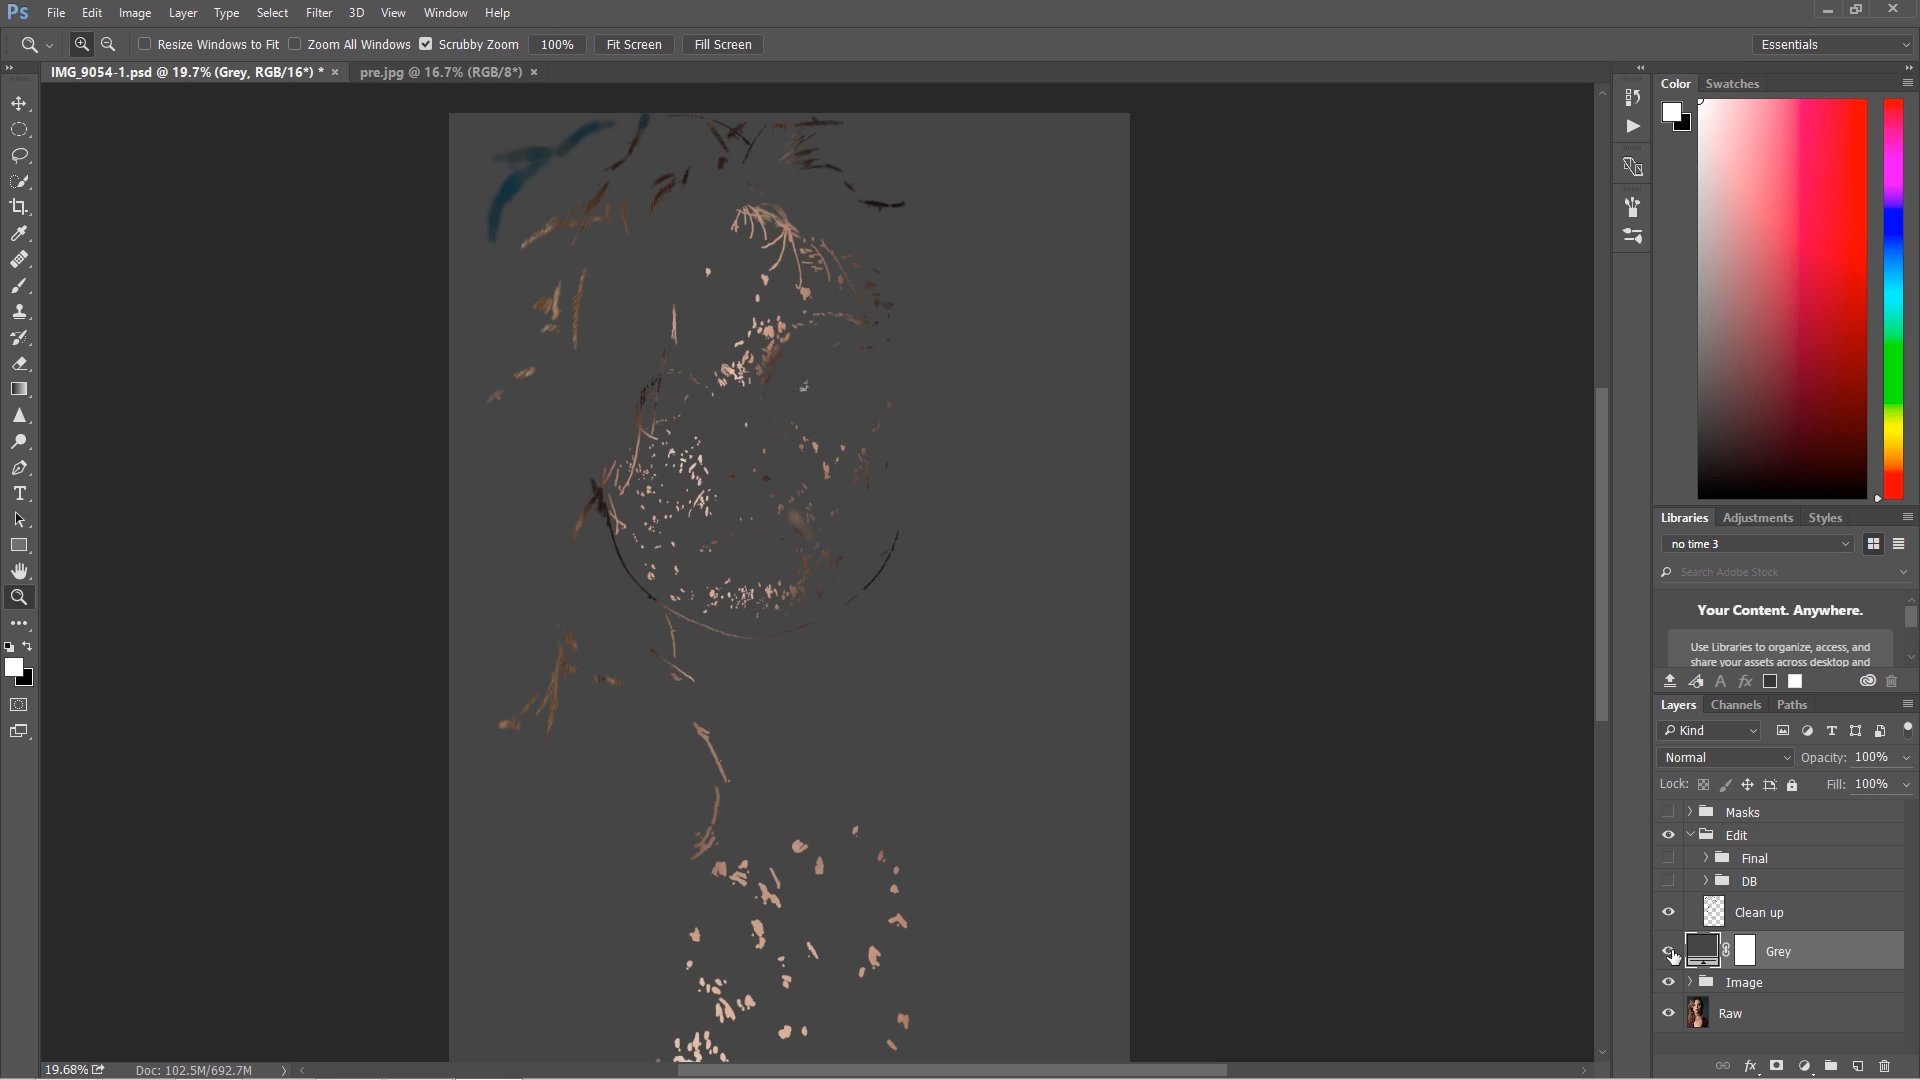 Ps File Edit Image Layer Type Select Filter 3D View Window Help
Resize Windows to Fit Zoom All Windows Scrubby Zoom 100% Fit Screen Fill Screen Essentials
IMG_9054-1.psd @ 19.7% (Grey, RGB/16*) * × pre.jpg @ 16.7% (RGB/8*) ×
Color Swatches
Libraries Adjustments Styles
no time 3
Search Adobe Stock
Your Content. Anywhere.
Use Libraries to organize, access, and
share your assets across desktop and
A fx
Layers Channels Paths
Kind T
Normal Opacity: 100%
Lock: Fill: 100%
Masks
Edit
Final
DB
Clean up
Grey
Image
Raw
fx
19.68% Doc: 102.5M/692.7M